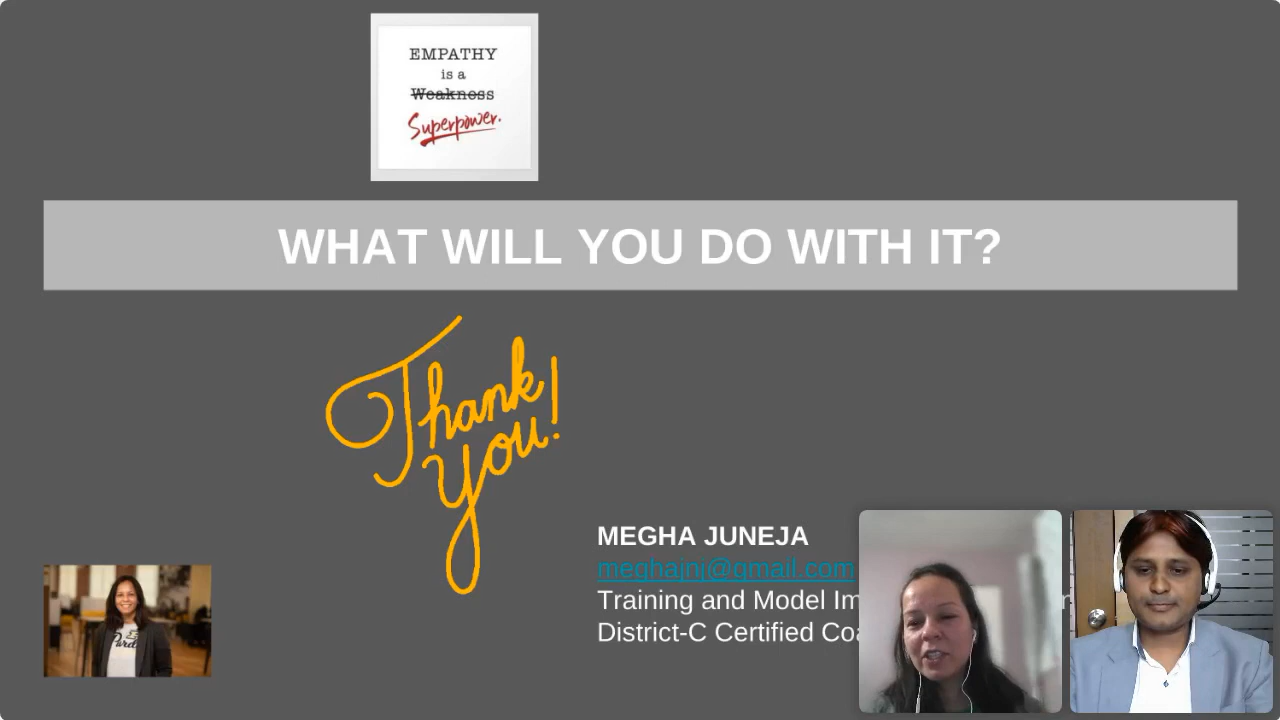 EMPATHY
is a
Weakness
Superpower.
WHAT WILL YOU DO WITH IT?
Thank
You!
MEGHA JUNEJA
meghajnj@gmail.com
Training and Model Im
District-C Certified Coa